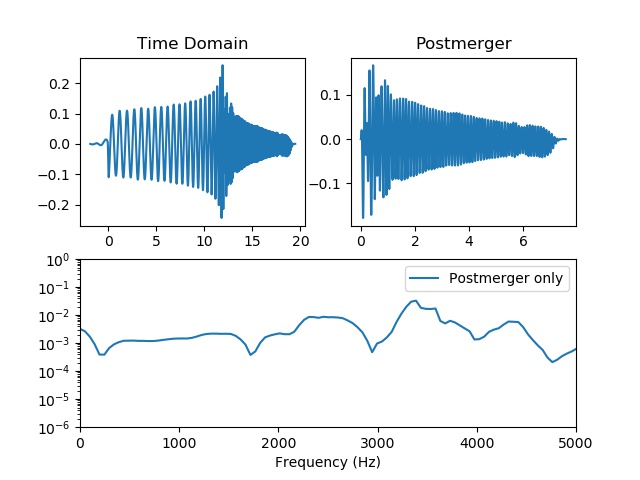 Time Domain
Postmerger
0.2
0.1
0.0
−0.1
−0.2
0 5 10 15 20
0.1
0.0
−0.1
0 2 4 6
10⁰
10⁻¹
10⁻²
10⁻³
10⁻⁴
10⁻⁵
10⁻⁶
Postmerger only
0 1000 2000 3000 4000 5000
Frequency (Hz)